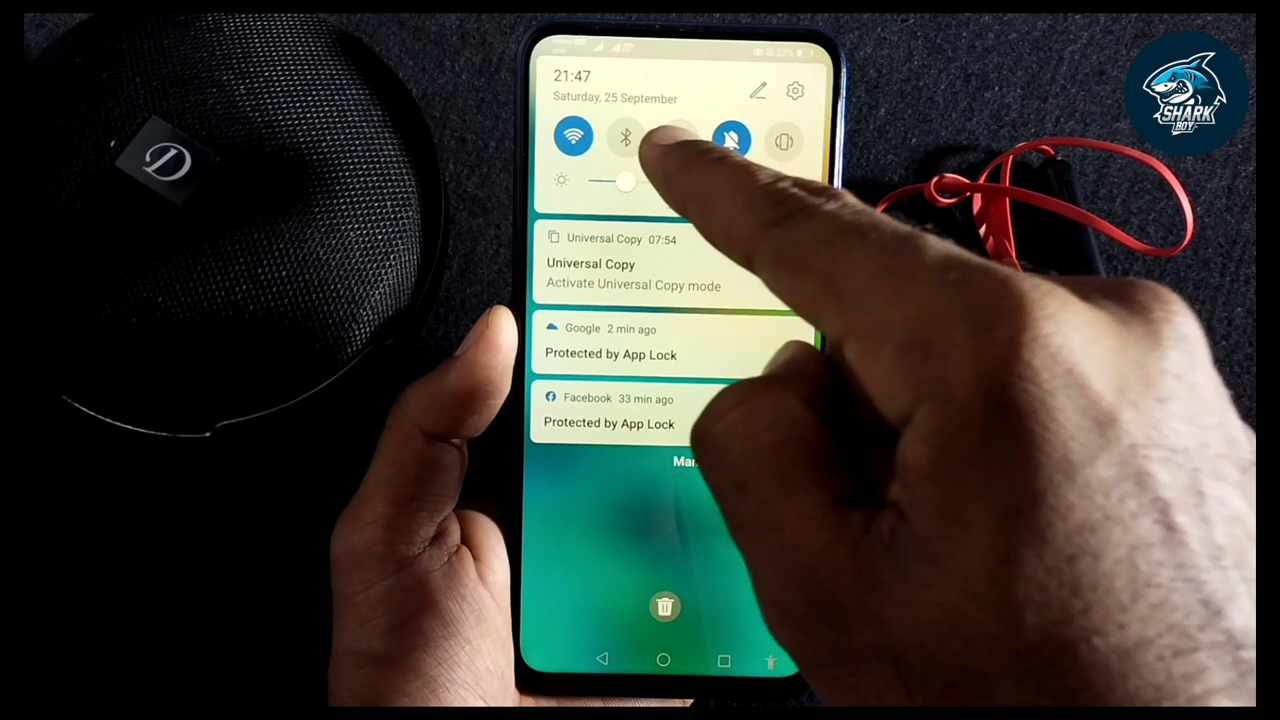 22%
21:47
Saturday, 25 September
Universal Copy 07:54
Universal Copy
Activate Universal Copy mode
Google 2 min ago
Protected by App Lock
Facebook 33 min ago
Protected by App Lock
D
SHARK
BOY